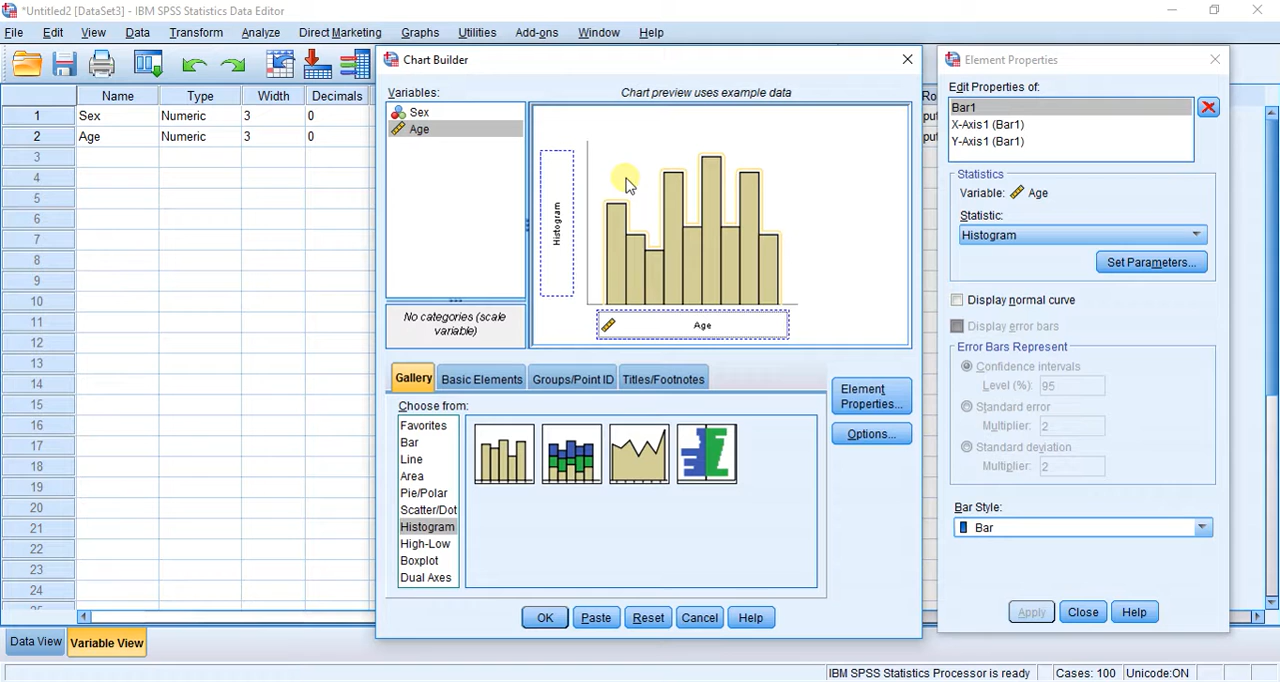 *Untitled2 [DataSet3] - IBM SPSS Statistics Data Editor
File Edit View Data Transform Analyze Direct Marketing Graphs Utilities Add-ons Window Help
Name Type Width Decimals
1 Sex Numeric 3 0
2 Age Numeric 3 0
3
4
5
6
7
8
9
10
11
12
13
14
15
16
17
18
19
20
21
22
23
24
Data View Variable View
Chart Builder
Variables:
Sex
Age
No categories (scale
variable)
Chart preview uses example data
Histogram
Age
Gallery Basic Elements Groups/Point ID Titles/Footnotes
Choose from:
Favorites
Bar
Line
Area
Pie/Polar
Scatter/Dot
Histogram
High-Low
Boxplot
Dual Axes
Element
Properties...
Options...
OK Paste Reset Cancel Help
Ro
Element Properties
Edit Properties of:
Bar1
X-Axis1 (Bar1)
Y-Axis1 (Bar1)
Statistics
Variable: Age
Statistic:
Histogram
Set Parameters...
Display normal curve
Display error bars
Error Bars Represent
Confidence intervals
Level (%): 95
Standard error
Multiplier: 2
Standard deviation
Multiplier: 2
Bar Style:
Bar
Apply Close Help
IBM SPSS Statistics Processor is ready Cases: 100 Unicode:ON